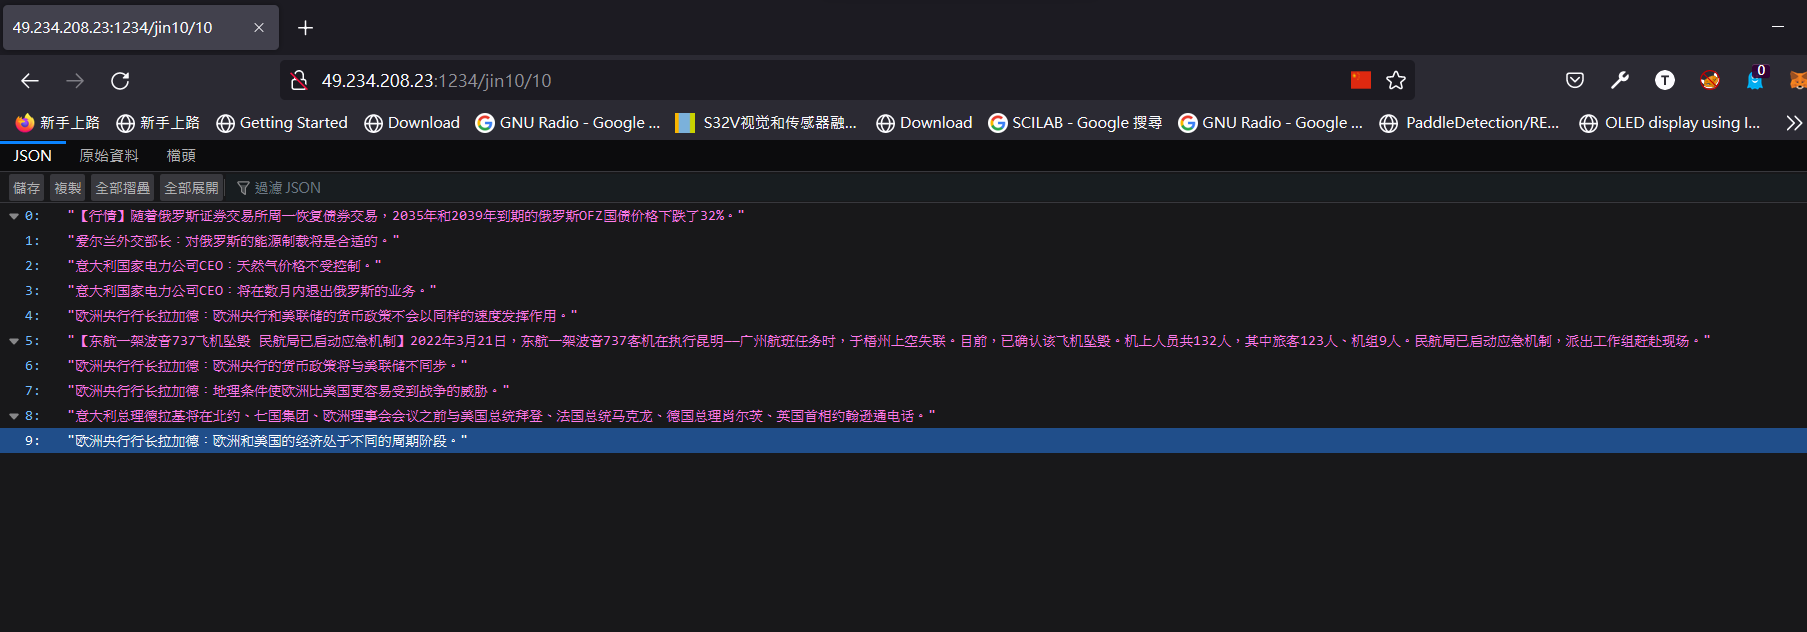 49.234.208.23:1234/jin10/10
49.234.208.23:1234/jin10/10
T
0
新手上路 新手上路 Getting Started Download GNU Radio - Google ... S32V视觉和传感器融... Download SCILAB - Google 搜尋 GNU Radio - Google ... PaddleDetection/RE... OLED display using I...
JSON 原始資料 檔頭
儲存 複製 全部摺疊 全部展開 過濾 JSON
0: "【行情】随着俄罗斯证券交易所周一恢复债券交易，2035年和2039年到期的俄罗斯OFZ国债价格下跌了32%。"
1: "爱尔兰外交部长：对俄罗斯的能源制裁将是合适的。"
2: "意大利国家电力公司CEO：天然气价格不受控制。"
3: "意大利国家电力公司CEO：将在数月内退出俄罗斯的业务。"
4: "欧洲央行行长拉加德：欧洲央行和美联储的货币政策不会以同样的速度发挥作用。"
5: "【东航一架波音737飞机坠毁 民航局已启动应急机制】2022年3月21日，东航一架波音737客机在执行昆明—广州航班任务时，于梧州上空失联。目前，已确认该飞机坠毁。机上人员共132人，其中旅客123人、机组9人。民航局已启动应急机制，派出工作组赶赴现场。"
6: "欧洲央行行长拉加德：欧洲央行的货币政策将与美联储不同步。"
7: "欧洲央行行长拉加德：地理条件使欧洲比美国更容易受到战争的威胁。"
8: "意大利总理德拉基将在北约、七国集团、欧洲理事会会议之前与美国总统拜登、法国总统马克龙、德国总理肖尔茨、英国首相约翰逊通电话。"
9: "欧洲央行行长拉加德：欧洲和美国的经济处于不同的周期阶段。"